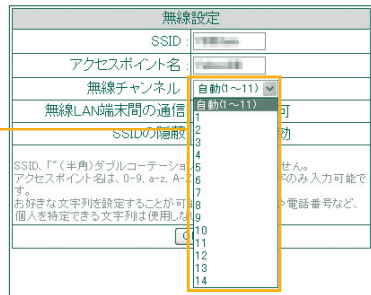 無線設定
SSID :
アクセスポイント名 :
無線チャンネル : 自動(1~11)
無線LAN端末間の通信 可
SSIDの隠蔽 効
自動(1~11)
1
2
3
4
5
6
7
8
9
10
11
12
13
14
SSID、「"(半角)ダブルコーテーショ せん。
アクセスポイント名は、0-9, a-z, A-Z 字のみ入力可能で
す。
お好きな文字列を設定することが可 や電話番号など、
個人を特定できる文字列は使用しな